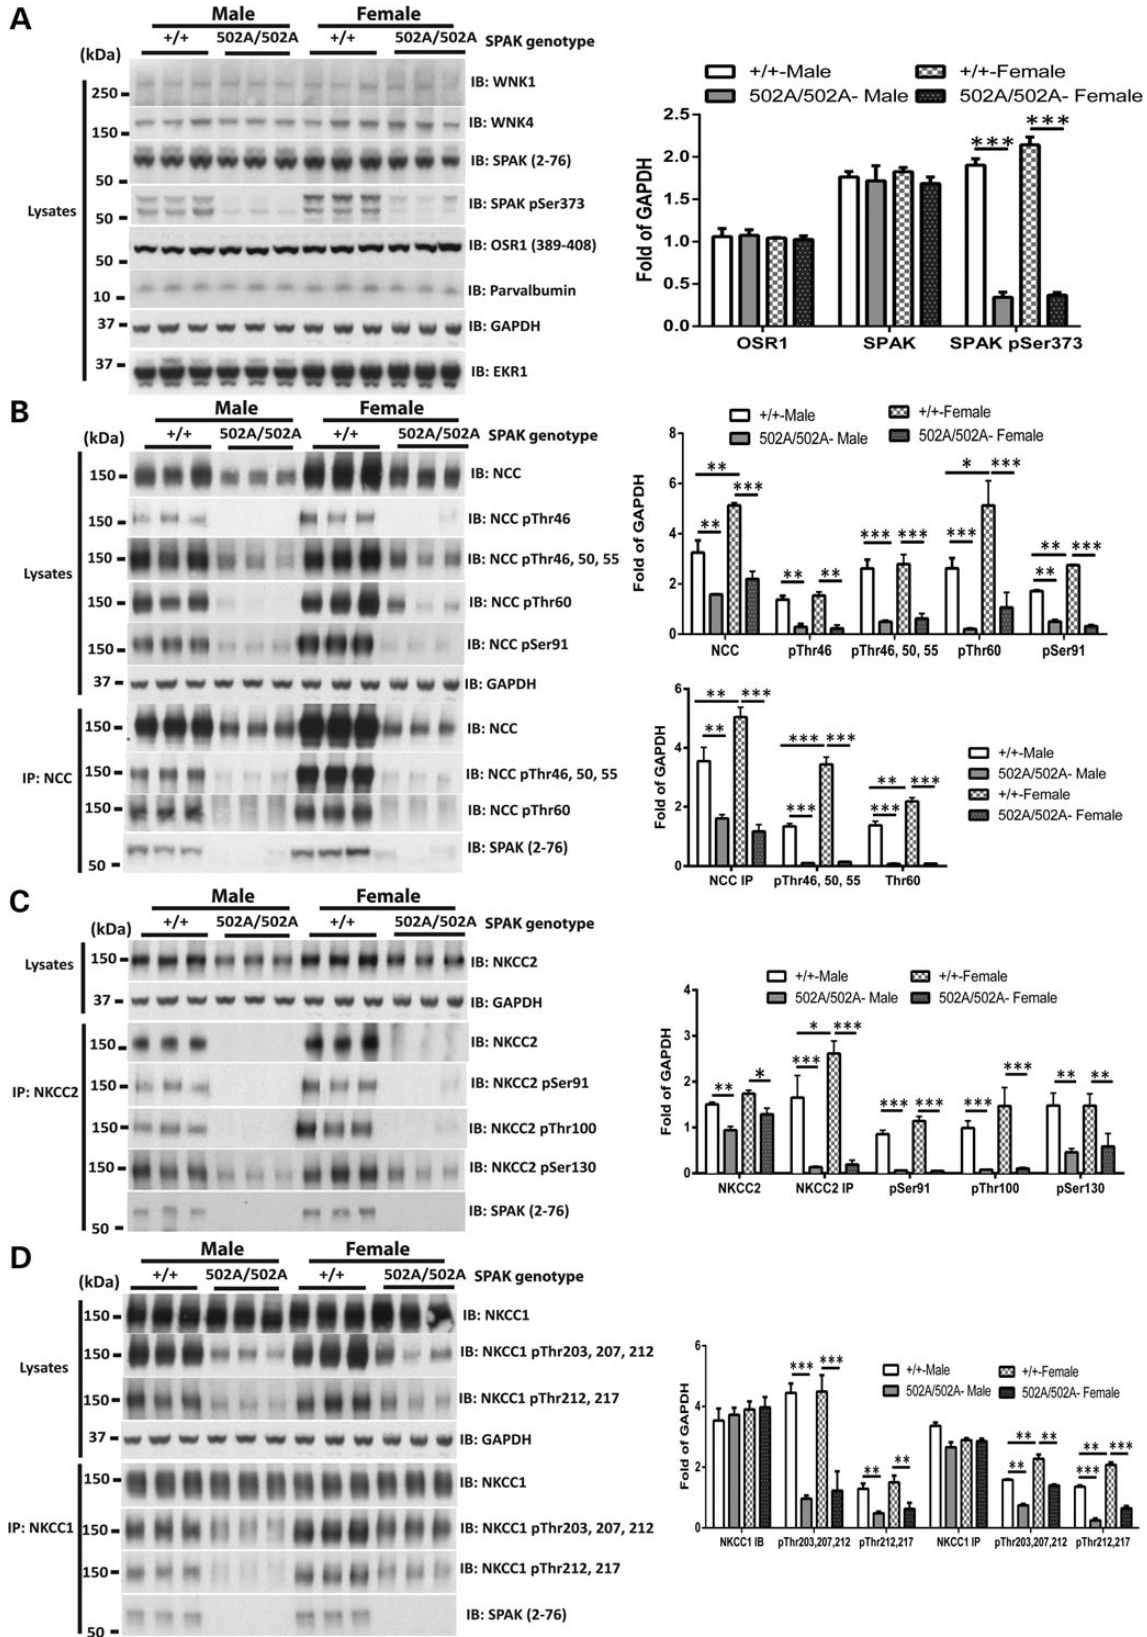 A
Male Female
+/+ 502A/502A +/+ 502A/502A SPAK genotype
(kDa)
Lysates
250
IB: WNK1
150
IB: WNK4
IB: SPAK (2-76)
50
IB: SPAK pSer373
50
IB: OSR1 (389-408)
50
IB: Parvalbumin
10
37
IB: GAPDH
37
IB: EKR1
+/+-Male +/+-Female
502A/502A- Male 502A/502A- Female
Fold of GAPDH
2.5
2.0
1.5
1.0
0.5
0.0
*** ***
OSR1 SPAK SPAK pSer373
B
Male Female
+/+ 502A/502A +/+ 502A/502A SPAK genotype
(kDa)
Lysates
150 IB: NCC
150 IB: NCC pThr46
150 IB: NCC pThr46, 50, 55
150 IB: NCC pThr60
150 IB: NCC pSer91
37 IB: GAPDH
IP: NCC
150 IB: NCC
150 IB: NCC pThr46, 50, 55
150 IB: NCC pThr60
IB: SPAK (2-76)
50
+/+-Male +/+-Female
502A/502A- Male 502A/502A- Female
Fold of GAPDH
8
6
4
2
0
** ** *** ** ** *** *** * *** *** ** ** ***
NCC pThr46 pThr46, 50, 55 pThr60 pSer91
Fold of GAPDH
6
4
2
0
** ** *** *** *** *** ** *** ***
NCC IP pThr46, 50, 55 Thr60
+/+-Male
502A/502A- Male
+/+-Female
502A/502A- Female
C
Male Female
+/+ 502A/502A +/+ 502A/502A SPAK genotype
(kDa)
Lysates
150 IB: NKCC2
37 IB: GAPDH
IP: NKCC2
150 IB: NKCC2
150 IB: NKCC2 pSer91
150 IB: NKCC2 pThr100
150 IB: NKCC2 pSer130
IB: SPAK (2-76)
50
+/+-Male +/+-Female
502A/502A- Male 502A/502A- Female
Fold of GAPDH
4
3
2
1
0
** * * *** *** *** *** *** *** ** **
NKCC2 NKCC2 IP pSer91 pThr100 pSer130
D
Male Female
+/+ 502A/502A +/+ 502A/502A SPAK genotype
(kDa)
Lysates
150 IB: NKCC1
150 IB: NKCC1 pThr203, 207, 212
150 IB: NKCC1 pThr212, 217
37 IB: GAPDH
IP: NKCC1
150 IB: NKCC1
150 IB: NKCC1 pThr203, 207, 212
150 IB: NKCC1 pThr212, 217
IB: SPAK (2-76)
50
+/+-Male +/+-Female
502A/502A- Male 502A/502A- Female
Fold of GAPDH
6
4
2
0
*** *** ** ** ** ** ** ** *** ***
NKCC1 IB pThr203,207,212 pThr212,217 NKCC1 IP pThr203,207,212 pThr212,217